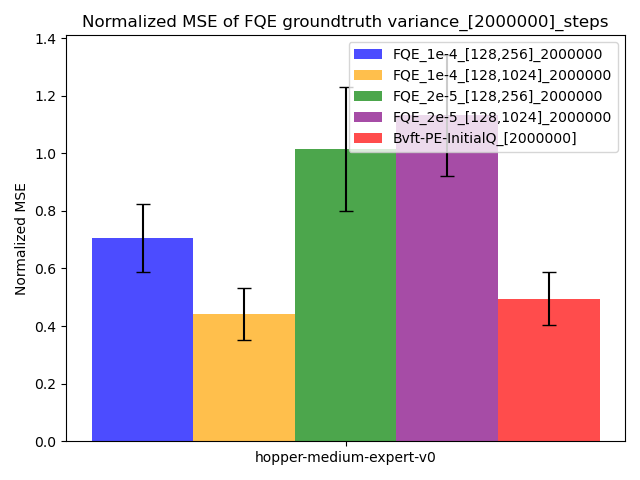 Normalized MSE of FQE groundtruth variance_[2000000]_steps
1.4
1.2
1.0
0.8
0.6
0.4
0.2
0.0
Normalized MSE
FQE_1e-4_[128,256]_2000000
FQE_1e-4_[128,1024]_2000000
FQE_2e-5_[128,256]_2000000
FQE_2e-5_[128,1024]_2000000
Bvft-PE-InitialQ_[2000000]
hopper-medium-expert-v0